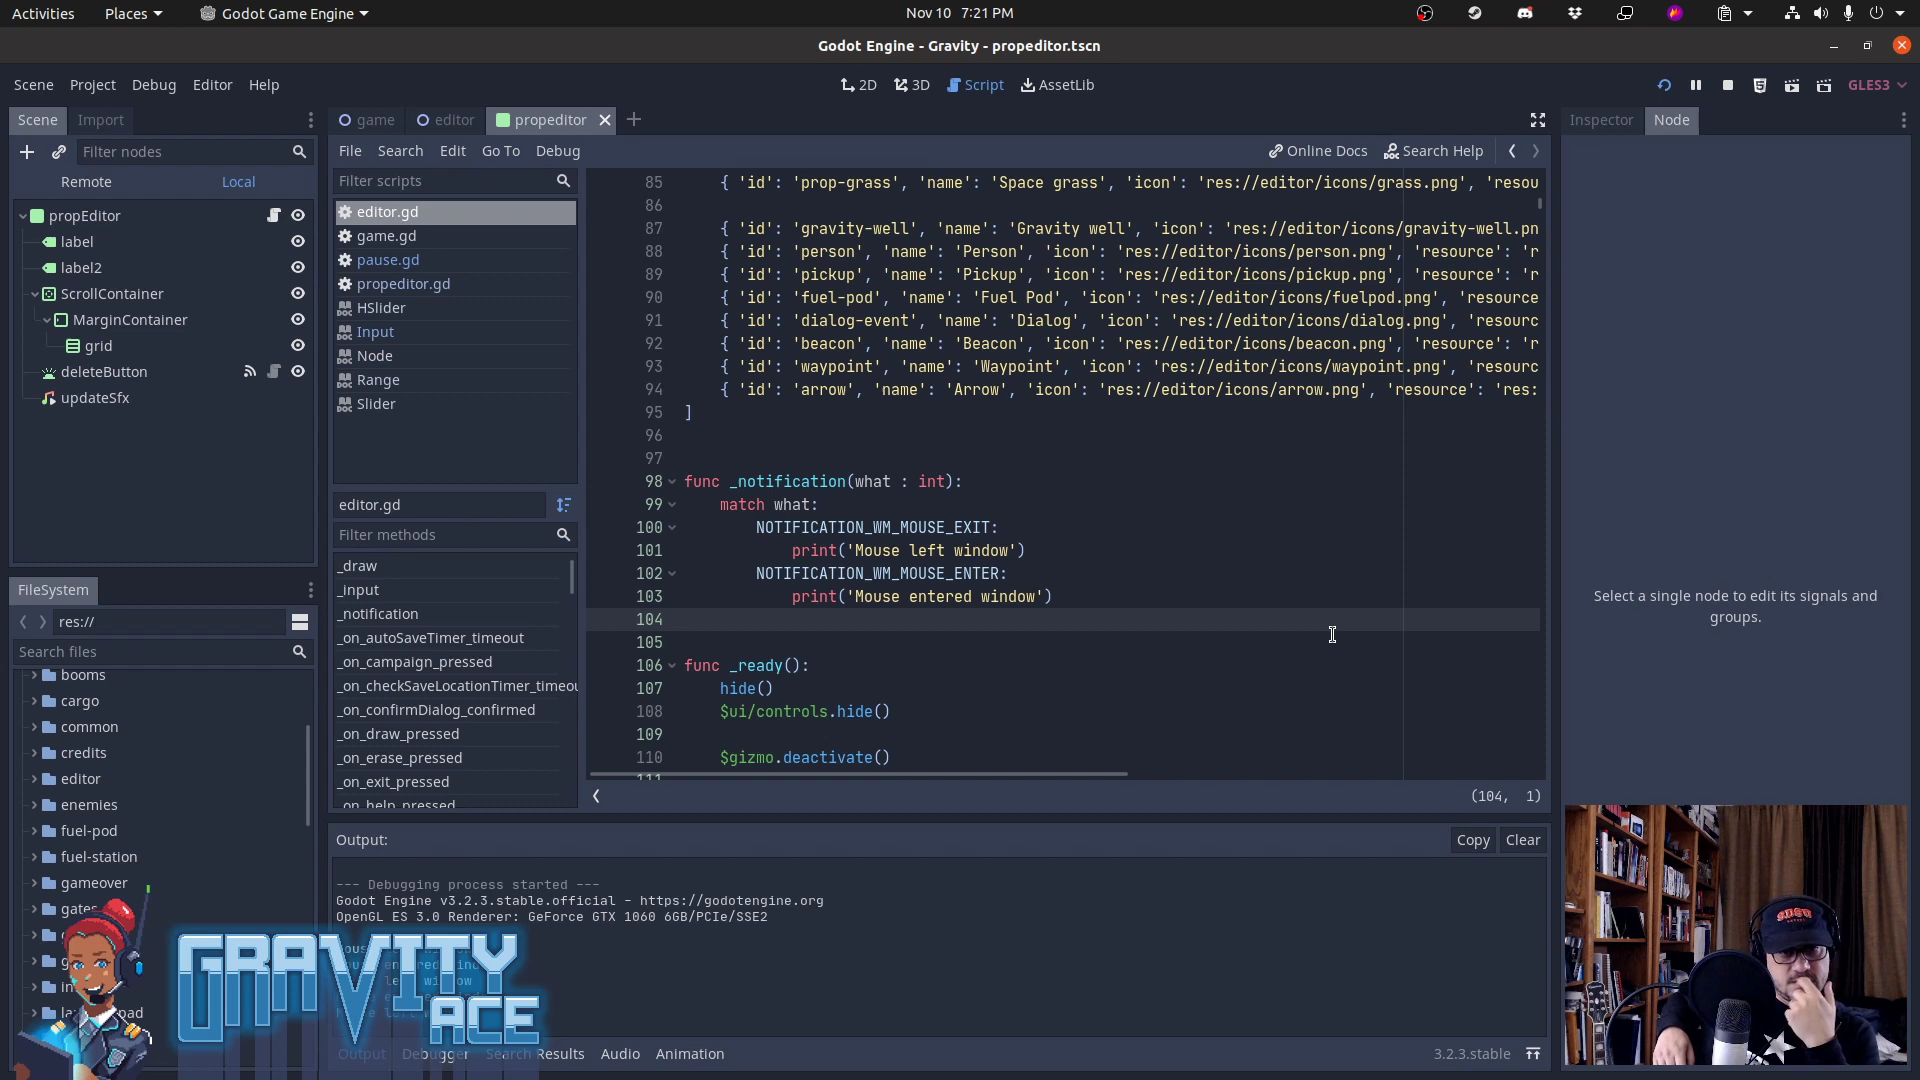 Activities Places Godot Game Engine Nov 10 7:21 PM
Godot Engine - Gravity - propeditor.tscn
Scene Project Debug Editor Help 2D 3D Script AssetLib GLES3
Scene Import
Filter nodes
Remote Local
propEditor
label
label2
ScrollContainer
MarginContainer
grid
deleteButton
updateSfx
FileSystem
res://
Search files
booms
cargo
common
credits
editor
enemies
fuel-pod
fuel-station
gameover
gates
game editor propeditor
File Search Edit Go To Debug Online Docs Search Help
Filter scripts
editor.gd
game.gd
pause.gd
propeditor.gd
HSlider
Input
Node
Range
Slider
editor.gd
Filter methods
_draw
_input
_notification
_on_autoSaveTimer_timeout
_on_campaign_pressed
_on_checkSaveLocationTimer_timeou
_on_confirmDialog_confirmed
_on_draw_pressed
_on_erase_pressed
_on_exit_pressed
_on_help_pressed
85 { 'id': 'prop-grass', 'name': 'Space grass', 'icon': 'res://editor/icons/grass.png', 'resou
86
87 { 'id': 'gravity-well', 'name': 'Gravity well', 'icon': 'res://editor/icons/gravity-well.pn
88 { 'id': 'person', 'name': 'Person', 'icon': 'res://editor/icons/person.png', 'resource': 'r
89 { 'id': 'pickup', 'name': 'Pickup', 'icon': 'res://editor/icons/pickup.png', 'resource': 'r
90 { 'id': 'fuel-pod', 'name': 'Fuel Pod', 'icon': 'res://editor/icons/fuelpod.png', 'resource
91 { 'id': 'dialog-event', 'name': 'Dialog', 'icon': 'res://editor/icons/dialog.png', 'resourc
92 { 'id': 'beacon', 'name': 'Beacon', 'icon': 'res://editor/icons/beacon.png', 'resource': 'r
93 { 'id': 'waypoint', 'name': 'Waypoint', 'icon': 'res://editor/icons/waypoint.png', 'resourc
94 { 'id': 'arrow', 'name': 'Arrow', 'icon': 'res://editor/icons/arrow.png', 'resource': 'res:
95 ]
96
97
98 func _notification(what : int):
99 match what:
100 NOTIFICATION_WM_MOUSE_EXIT:
101 print('Mouse left window')
102 NOTIFICATION_WM_MOUSE_ENTER:
103 print('Mouse entered window')
104
105
106 func _ready():
107 hide()
108 $ui/controls.hide()
109
110 $gizmo.deactivate()
111
(104, 1)
Output: Copy Clear
--- Debugging process started ---
Godot Engine v3.2.3.stable.official - https://godotengine.org
OpenGL ES 3.0 Renderer: GeForce GTX 1060 6GB/PCIe/SSE2
Output Debugger Search Results Audio Animation 3.2.3.stable
Inspector Node
Select a single node to edit its signals and
groups.
GRAVITY
ACE